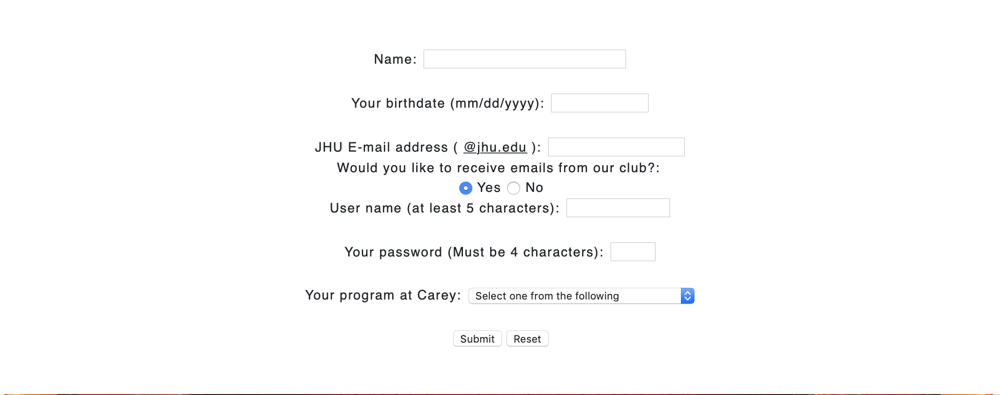 Name:
Your birthdate (mm/dd/yyyy):
JHU E-mail address ( @jhu.edu ):
Would you like to receive emails from our club?:
Yes No
User name (at least 5 characters):
Your password (Must be 4 characters):
Your program at Carey: Select one from the following
Submit Reset